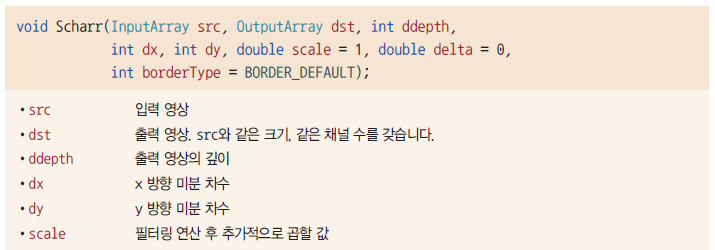 void Scharr(InputArray src, OutputArray dst, int ddepth,
int dx, int dy, double scale = 1, double delta = 0,
int borderType = BORDER_DEFAULT);
• src 입력 영상
• dst 출력 영상. src와 같은 크기, 같은 채널 수를 갖습니다.
• ddepth 출력 영상의 깊이
• dx x 방향 미분 차수
• dy y 방향 미분 차수
• scale 필터링 연산 후 추가적으로 곱할 값